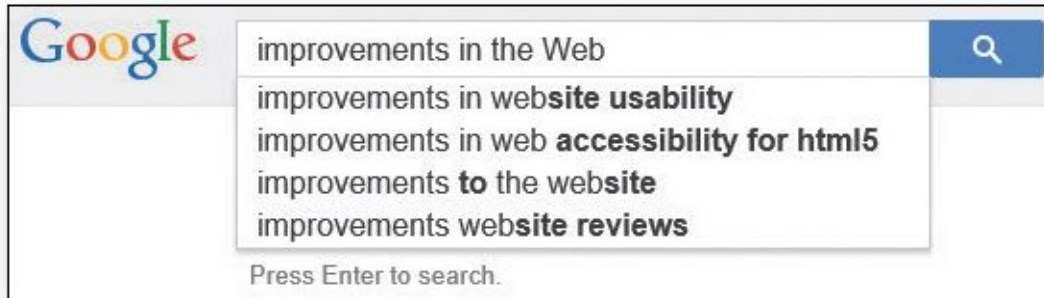 Google
improvements in the Web
improvements in website usability
improvements in web accessibility for html5
improvements to the website
improvements website reviews
Press Enter to search.